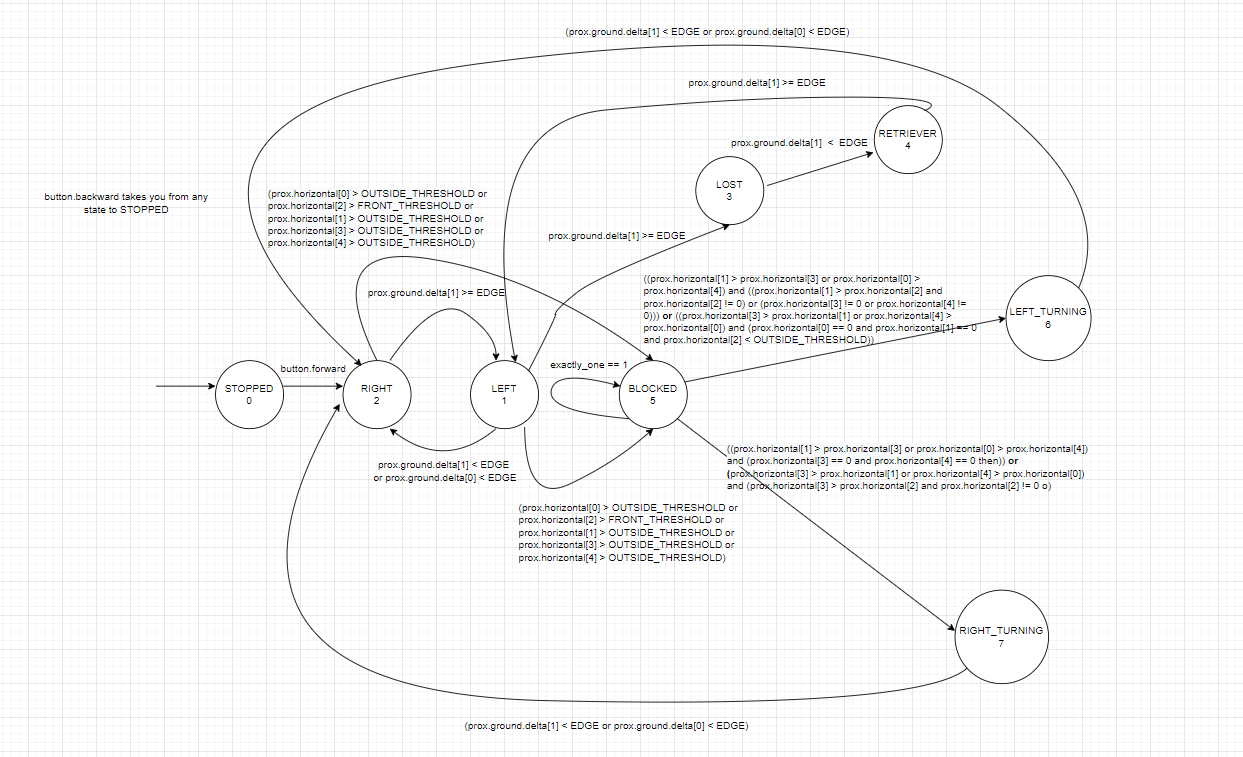 (prox.ground.delta[1] < EDGE or prox.ground.delta[0] < EDGE)
prox.ground.delta[1] >= EDGE
RETRIEVER
4
prox.ground.delta[1] < EDGE
LOST
3
button.backward takes you from any
state to STOPPED
(prox.horizontal[0] > OUTSIDE_THRESHOLD or
prox.horizontal[2] > FRONT_THRESHOLD or
prox.horizontal[1] > OUTSIDE_THRESHOLD or
prox.horizontal[3] > OUTSIDE_THRESHOLD or
prox.horizontal[4] > OUTSIDE_THRESHOLD)
prox.ground.delta[1] >= EDGE
prox.ground.delta[1] >= EDGE
((prox.horizontal[1] > prox.horizontal[3] or prox.horizontal[0] >
prox.horizontal[4]) and ((prox.horizontal[1] > prox.horizontal[2] and
prox.horizontal[2] != 0) or (prox.horizontal[3] != 0 or prox.horizontal[4] !=
0))) or ((prox.horizontal[3] > prox.horizontal[1] or prox.horizontal[4] >
prox.horizontal[0]) and (prox.horizontal[0] == 0 and prox.horizontal[1] == 0
and prox.horizontal[2] < OUTSIDE_THRESHOLD))
LEFT_TURNING
6
button.forward
exactly_one == 1
STOPPED
0
RIGHT
2
LEFT
1
BLOCKED
5
prox.ground.delta[1] < EDGE
or prox.ground.delta[0] < EDGE
((prox.horizontal[1] > prox.horizontal[3] or prox.horizontal[0] > prox.horizontal[4])
and (prox.horizontal[3] == 0 and prox.horizontal[4] == 0 then)) or
(prox.horizontal[3] > prox.horizontal[1] or prox.horizontal[4] > prox.horizontal[0])
and (prox.horizontal[3] > prox.horizontal[2] and prox.horizontal[2] != 0 o)
(prox.horizontal[0] > OUTSIDE_THRESHOLD or
prox.horizontal[2] > FRONT_THRESHOLD or
prox.horizontal[1] > OUTSIDE_THRESHOLD or
prox.horizontal[3] > OUTSIDE_THRESHOLD or
prox.horizontal[4] > OUTSIDE_THRESHOLD)
RIGHT_TURNING
7
(prox.ground.delta[1] < EDGE or prox.ground.delta[0] < EDGE)